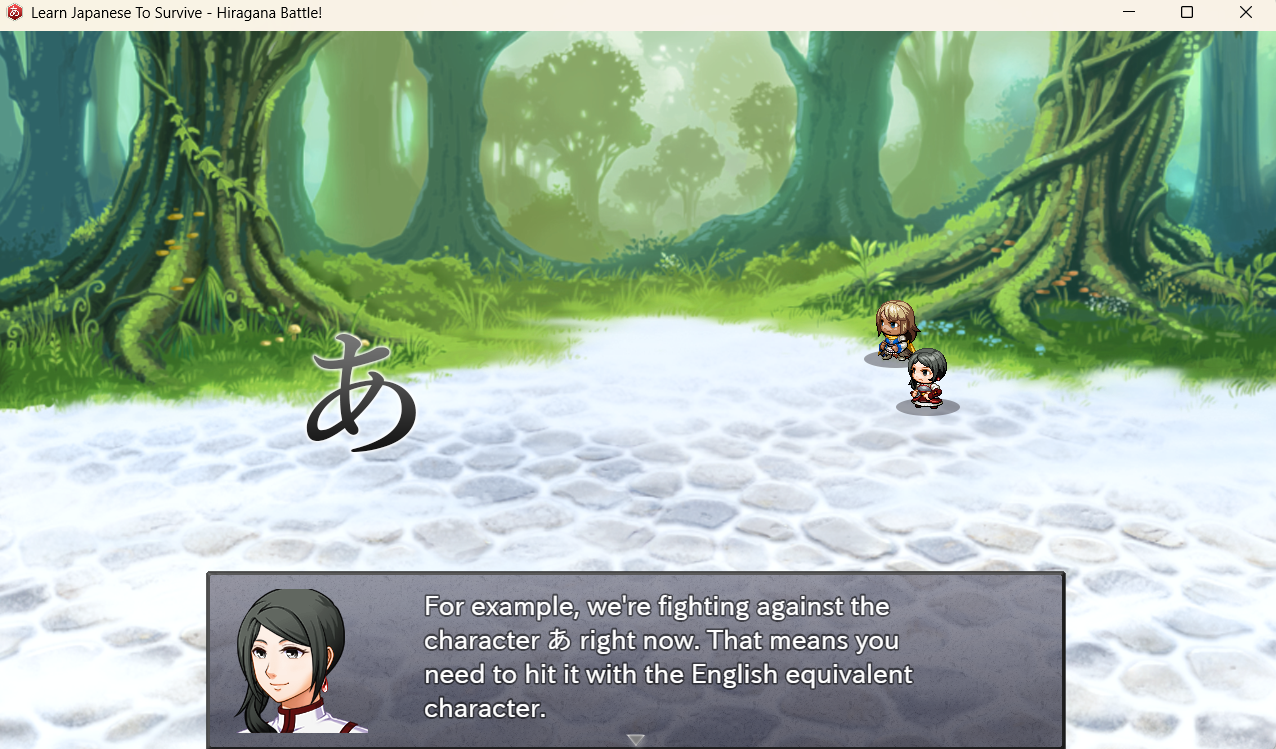 Learn Japanese To Survive - Hiragana Battle!
あ
For example, we're fighting against the
character あ right now. That means you
need to hit it with the English equivalent
character.